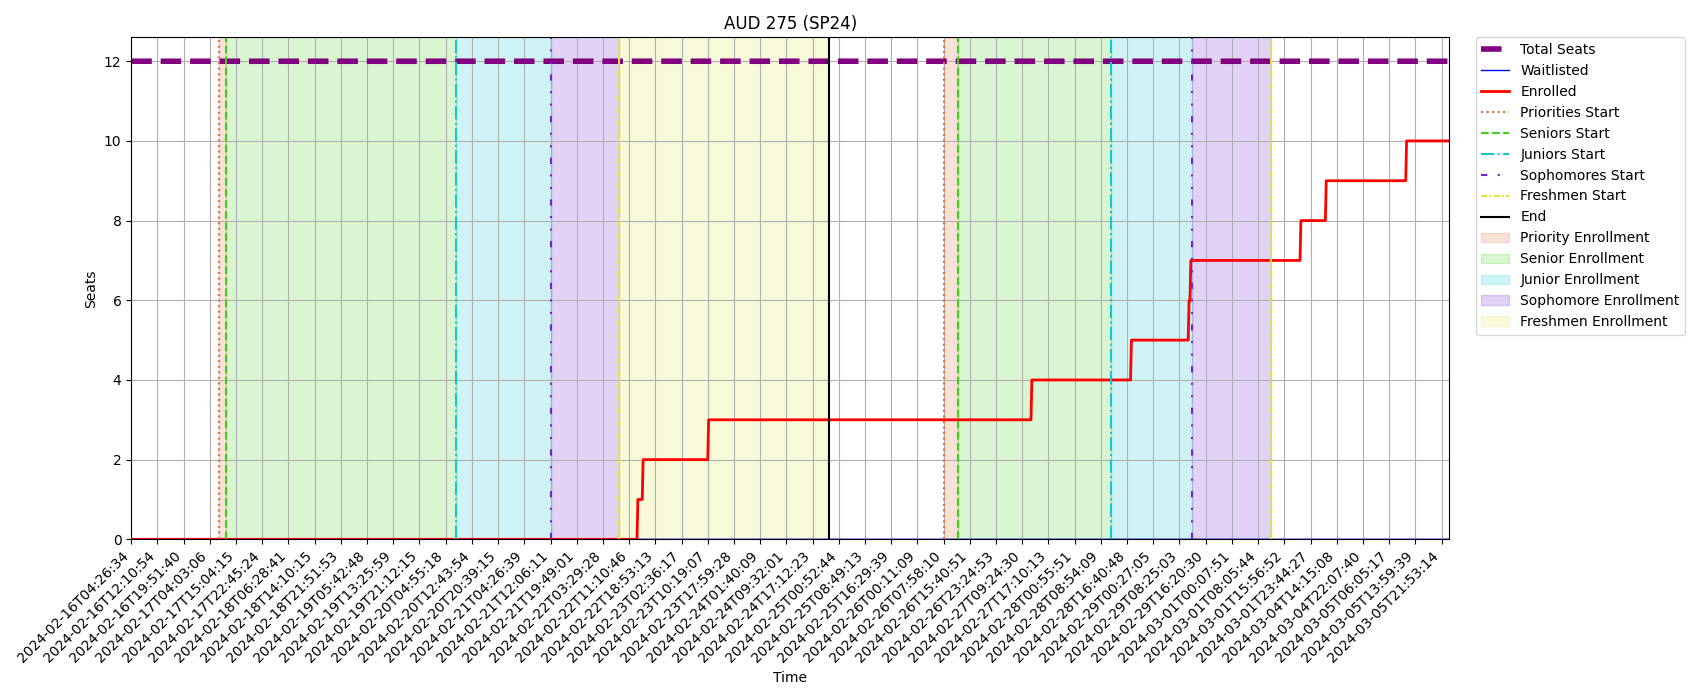 AUD 275 (SP24)
Seats
12
10
8
6
4
2
0
2024-02-16T04:26:34
2024-02-16T12:10:54
2024-02-16T19:51:40
2024-02-17T04:03:06
2024-02-17T15:04:15
2024-02-17T22:45:24
2024-02-18T06:28:41
2024-02-18T14:10:15
2024-02-18T21:51:53
2024-02-19T05:42:48
2024-02-19T13:25:59
2024-02-19T21:12:15
2024-02-20T04:55:18
2024-02-20T12:43:54
2024-02-20T20:39:15
2024-02-21T04:26:39
2024-02-21T12:06:11
2024-02-21T19:49:01
2024-02-22T03:29:28
2024-02-22T11:10:46
2024-02-22T18:53:13
2024-02-23T02:36:17
2024-02-23T10:19:07
2024-02-23T17:59:28
2024-02-24T01:40:09
2024-02-24T09:32:01
2024-02-24T17:12:23
2024-02-25T00:52:44
2024-02-25T08:49:13
2024-02-25T16:29:39
2024-02-26T00:11:09
2024-02-26T07:58:10
2024-02-26T15:40:51
2024-02-26T23:24:53
2024-02-27T09:24:30
2024-02-27T17:10:13
2024-02-28T00:55:51
2024-02-28T08:54:09
2024-02-28T16:40:48
2024-02-29T00:27:05
2024-02-29T08:25:03
2024-02-29T16:20:30
2024-03-01T00:07:51
2024-03-01T08:05:44
2024-03-01T15:56:52
2024-03-01T23:44:27
2024-03-04T14:15:08
2024-03-04T22:07:40
2024-03-05T06:05:17
2024-03-05T13:59:39
2024-03-05T21:53:14
Time
Total Seats
Waitlisted
Enrolled
Priorities Start
Seniors Start
Juniors Start
Sophomores Start
Freshmen Start
End
Priority Enrollment
Senior Enrollment
Junior Enrollment
Sophomore Enrollment
Freshmen Enrollment